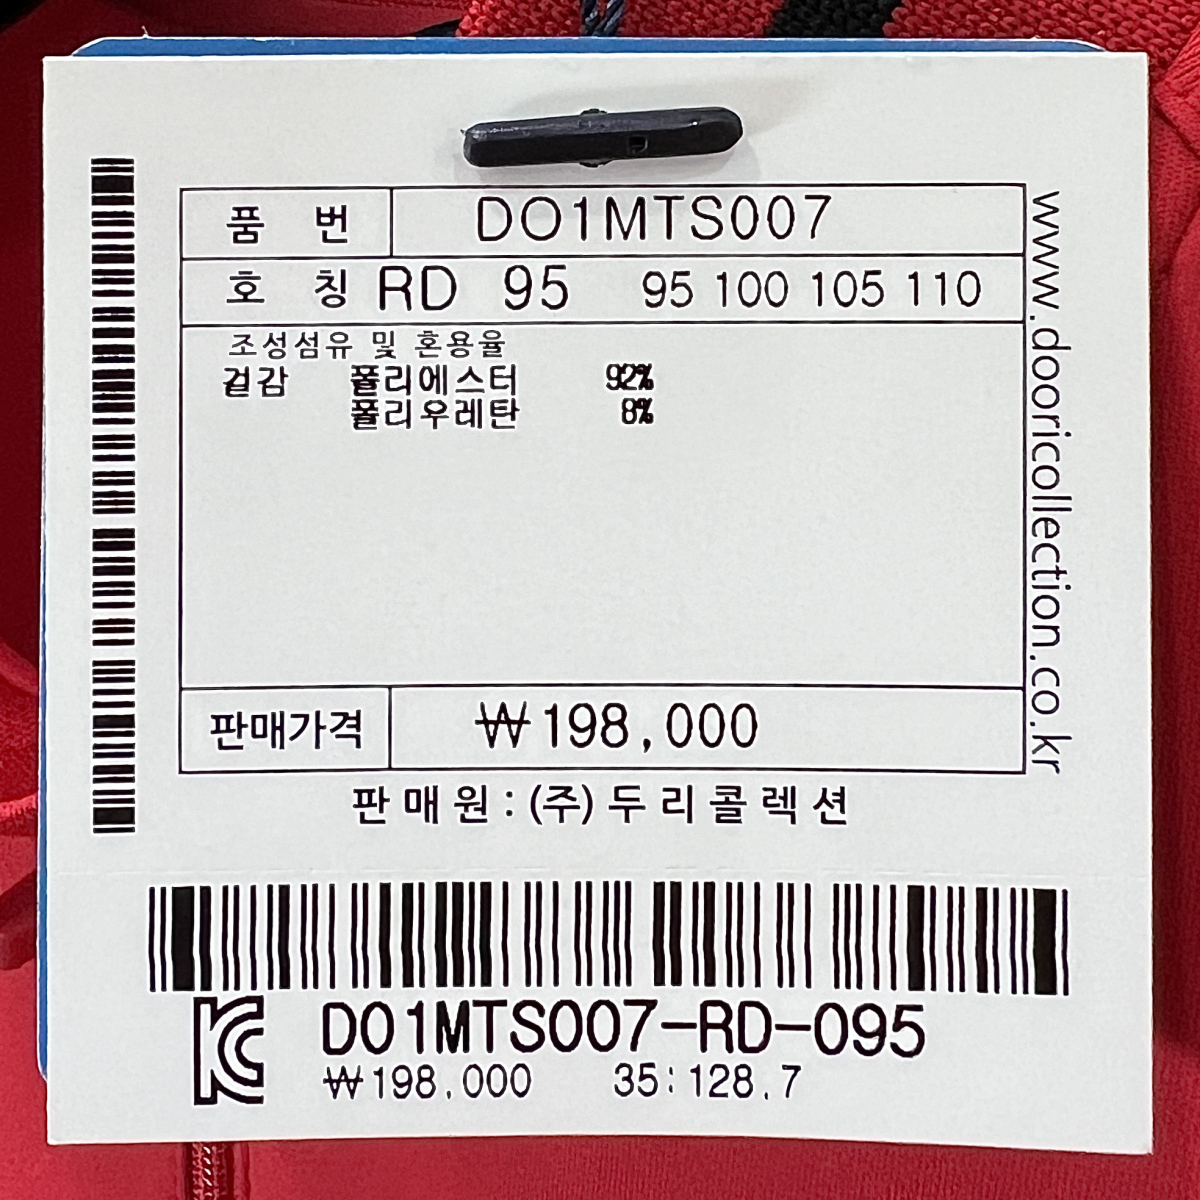 품 번 DO1MTS007
호 칭 RD 95 95 100 105 110
조성섬유 및 혼용율
겉감 폴리에스터 92%
폴리우레탄 8%
판매가격 ₩198,000
판매원:(주)두리콜렉션
www.dooricollection.co.kr
KC DO1MTS007-RD-095
₩198.000 35:128.7